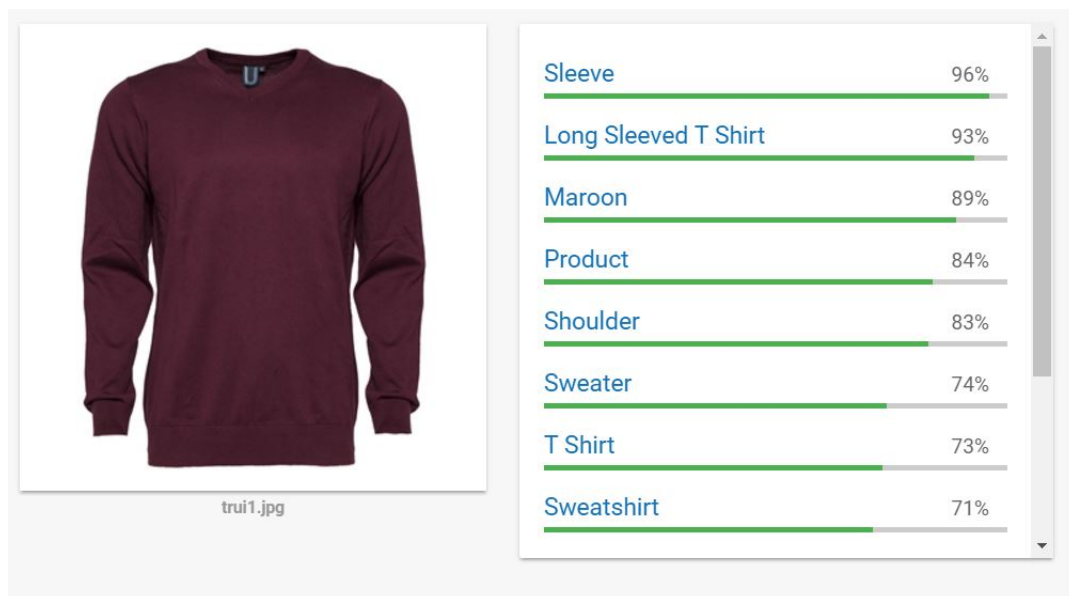 U
trui1.jpg
Sleeve 96%
Long Sleeved T Shirt 93%
Maroon 89%
Product 84%
Shoulder 83%
Sweater 74%
T Shirt 73%
Sweatshirt 71%